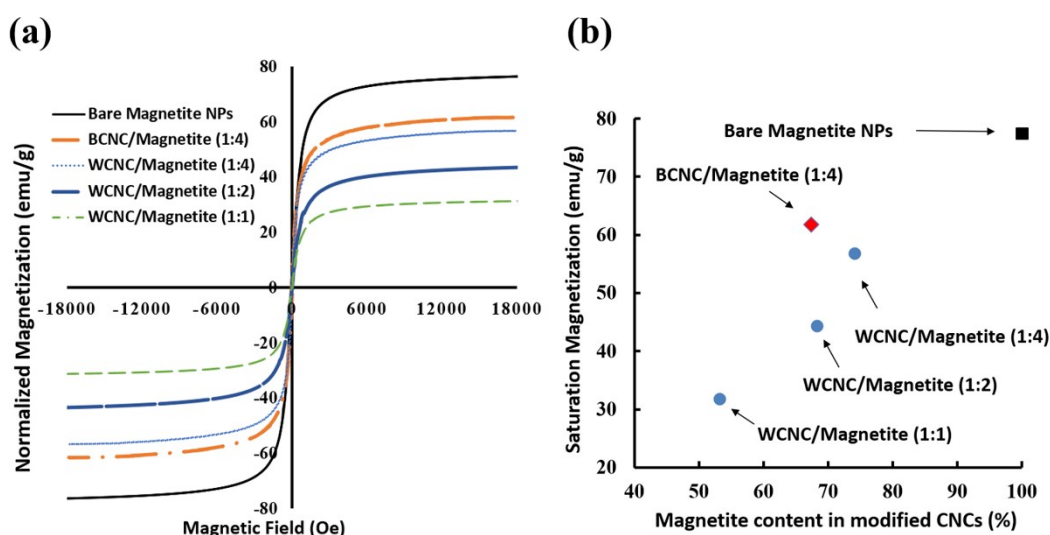 (a)
Normalized Magnetization (emu/g)
80
60
40
20
0
-20
-40
-60
-80
-18000 -12000 -6000 0 6000 12000 18000
Magnetic Field (Oe)
Bare Magnetite NPs
BCNC/Magnetite (1:4)
WCNC/Magnetite (1:4)
WCNC/Magnetite (1:2)
WCNC/Magnetite (1:1)
(b)
Saturation Magnetization (emu/g)
80
70
60
50
40
30
20
40 50 60 70 80 90 100
Magnetite content in modified CNCs (%)
Bare Magnetite NPs
BCNC/Magnetite (1:4)
WCNC/Magnetite (1:4)
WCNC/Magnetite (1:2)
WCNC/Magnetite (1:1)